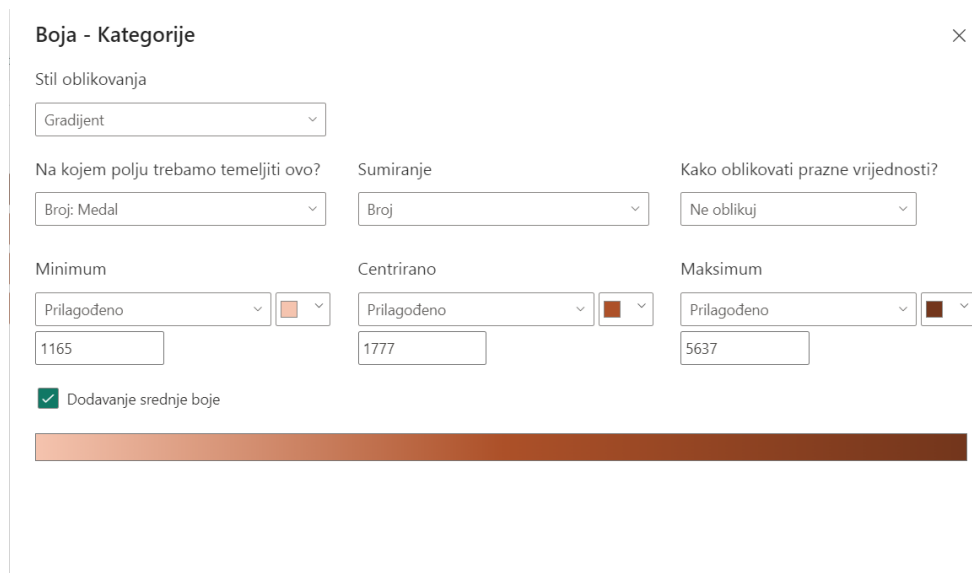 Boja - Kategorije
Stil oblikovanja
Gradijent
Na kojem polju trebamo temeljiti ovo? Sumiranje Kako oblikovati prazne vrijednosti?
Broj: Medal Broj Ne oblikuj
Minimum Centrirano Maksimum
Prilagođeno Prilagođeno Prilagođeno
1165 1777 5637
Dodavanje srednje boje